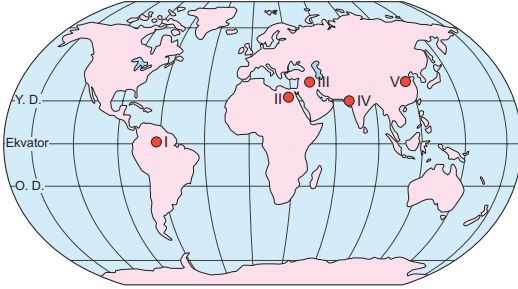 III
V
II
IV
Y. D.
Ekvator
I
O. D.